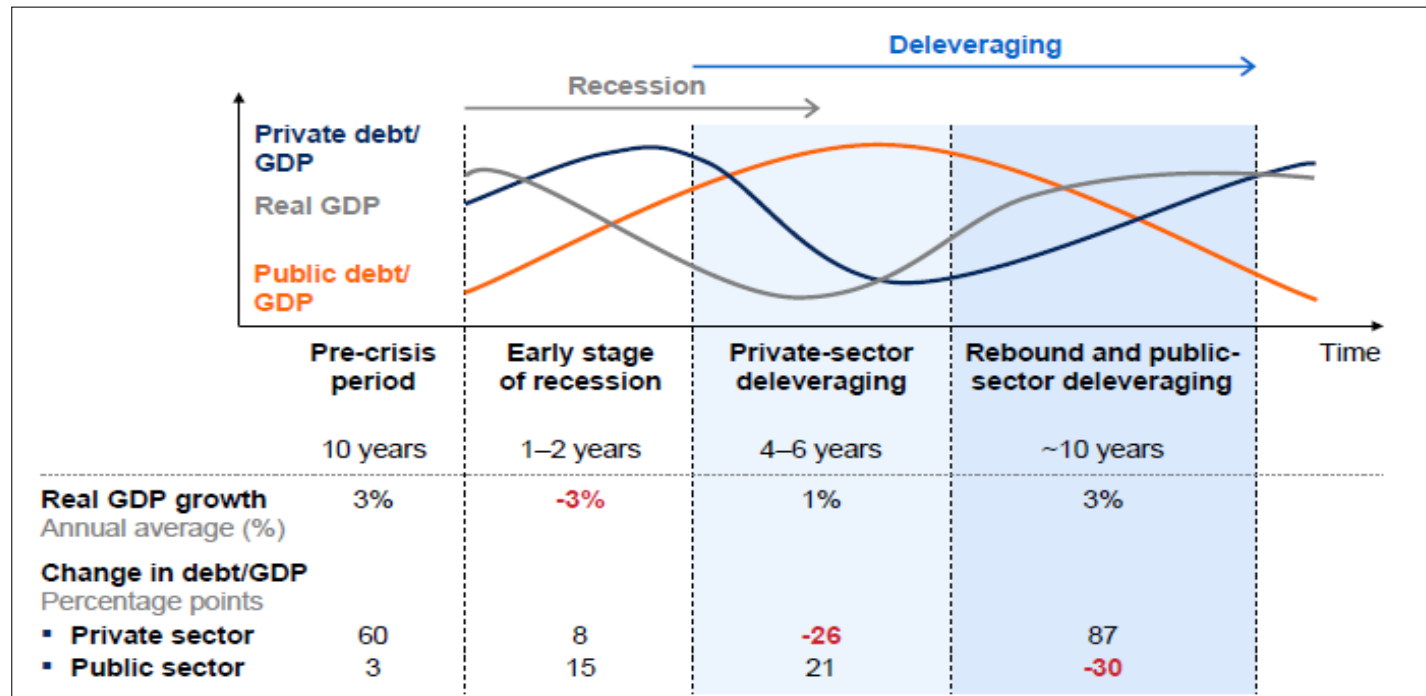 Deleveraging
Recession
Private debt/
GDP
Real GDP
Public debt/
GDP
Pre-crisis
period
Early stage
of recession
Private-sector
deleveraging
Rebound and public-
sector deleveraging
Time
10 years
1–2 years
4–6 years
~10 years
Real GDP growth 3% -3% 1% 3%
Annual average (%)
Change in debt/GDP
Percentage points
▪ Private sector 60 8 -26 87
▪ Public sector 3 15 21 -30